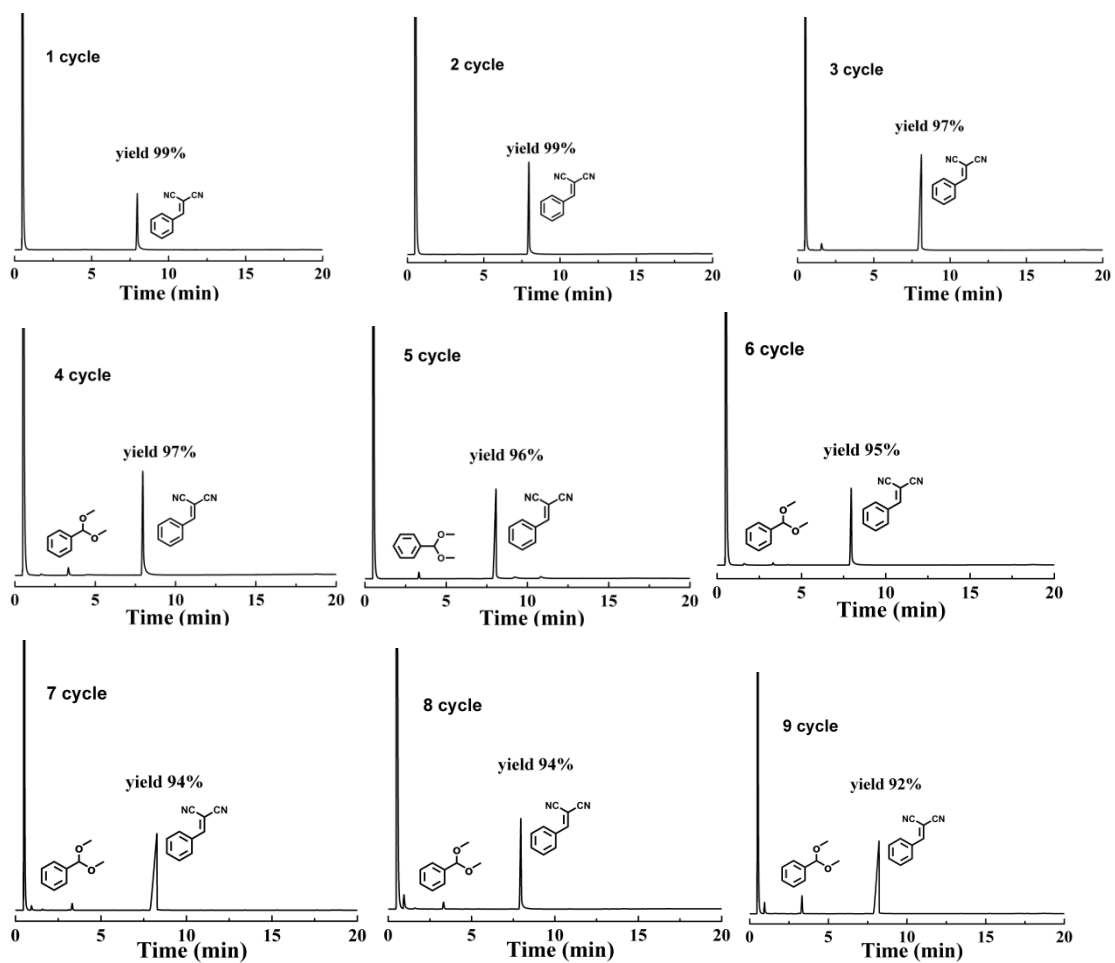 1 cycle
yield 99%
NC CN
0 5 10 15 20
Time (min)
2 cycle
yield 99%
NC CN
0 5 10 15 20
Time (min)
3 cycle
yield 97%
NC CN
0 5 10 15 20
Time (min)
4 cycle
yield 97%
NC CN
O
O
0 5 10 15 20
Time (min)
5 cycle
yield 96%
NC CN
O
O
0 5 10 15 20
Time (min)
6 cycle
yield 95%
NC CN
O
O
0 5 10 15 20
Time (min)
7 cycle
yield 94%
NC CN
O
O
0 5 10 15 20
Time (min)
8 cycle
yield 94%
NC CN
O
O
0 5 10 15 20
Time (min)
9 cycle
yield 92%
NC CN
O
O
0 5 10 15 20
Time (min)